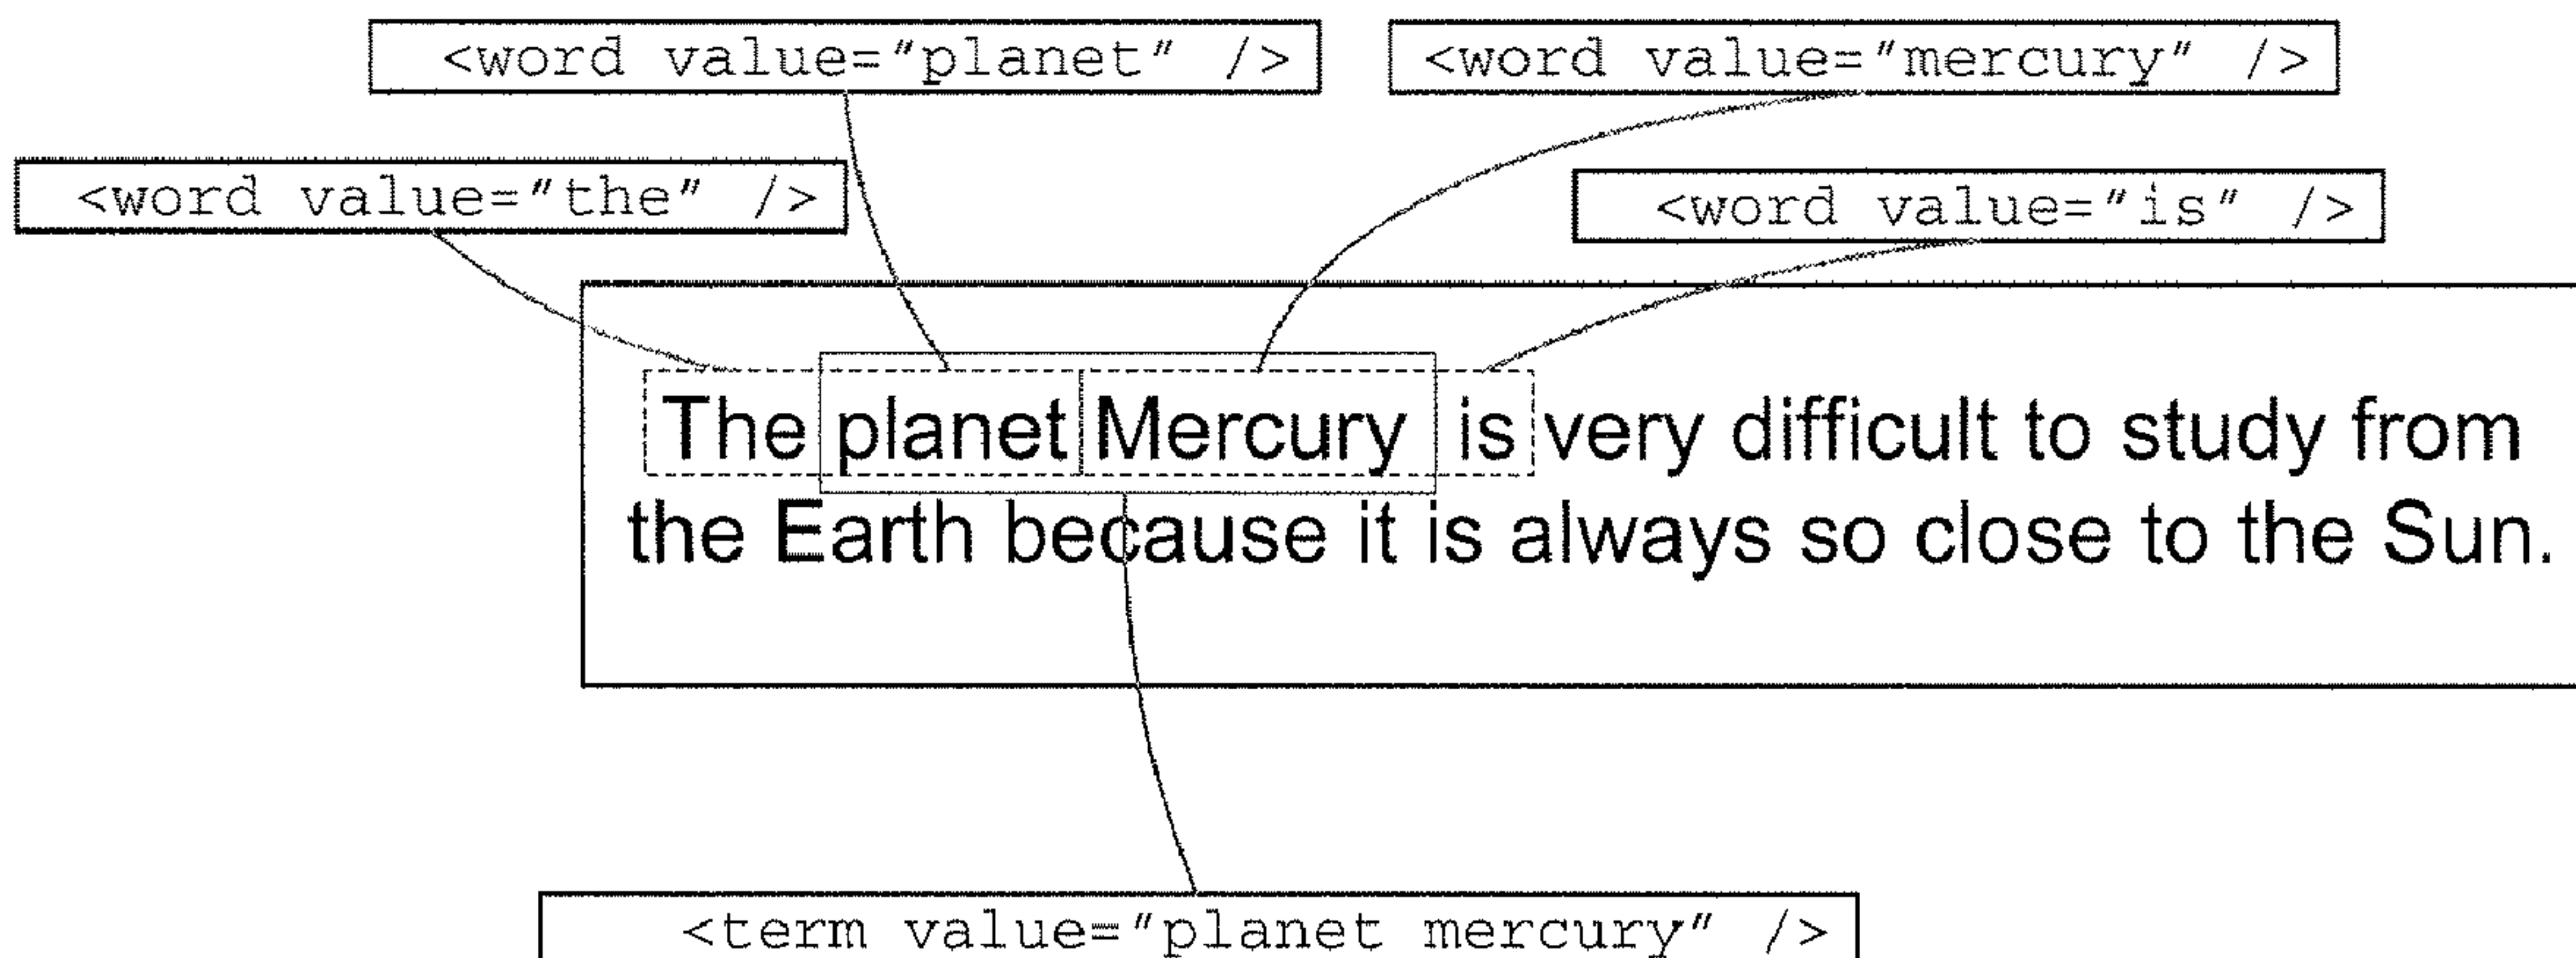 <word value="planet" />
<word value="mercury" />
<word value="the" />
<word value="is" />
The planet Mercury is very difficult to study from
the Earth because it is always so close to the Sun.
<term value="planet mercury" />